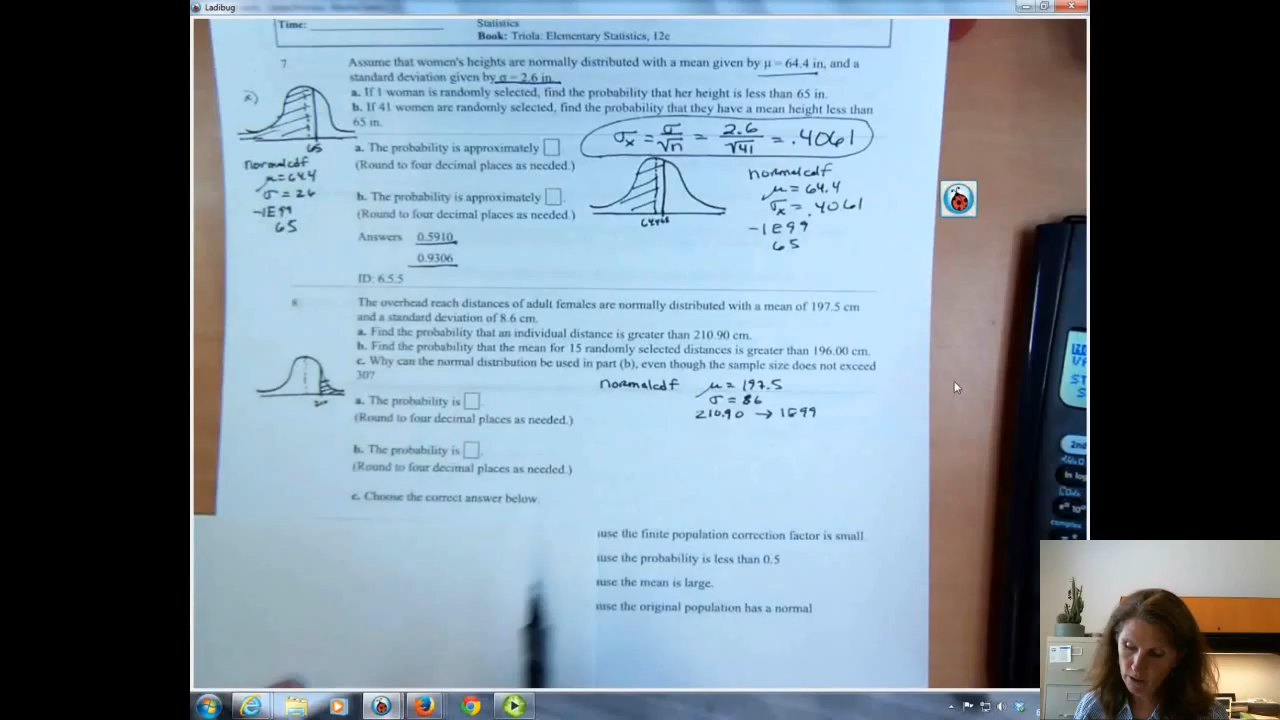 Ladibug
Time:
Statistics
Book: Triola: Elementary Statistics, 12e
7
Assume that women's heights are normally distributed with a mean given by μ = 64.4 in, and a
standard deviation given by σ = 2.6 in.
a. If 1 woman is randomly selected, find the probability that her height is less than 65 in.
b. If 41 women are randomly selected, find the probability that they have a mean height less than
65 in.
a. The probability is approximately
(Round to four decimal places as needed.)
b. The probability is approximately
(Round to four decimal places as needed.)
Answers 0.5910
0.9306
ID: 6.5.5
65
normalcdf
μ=64.4
σ = 2.6
-1E99
65
σx̄ = σ/√n = 2.6/√41 = .4061
normalcdf
μ = 64.4
σx̄ = .4061
-1E99
65
8
The overhead reach distances of adult females are normally distributed with a mean of 197.5 cm
and a standard deviation of 8.6 cm.
a. Find the probability that an individual distance is greater than 210.90 cm.
b. Find the probability that the mean for 15 randomly selected distances is greater than 196.00 cm.
c. Why can the normal distribution be used in part (b), even though the sample size does not exceed
30?
normalcdf μ = 197.5
σ = 8.6
210.90 → 1E99
a. The probability is
(Round to four decimal places as needed.)
b. The probability is
(Round to four decimal places as needed.)
c. Choose the correct answer below.
use the finite population correction factor is small.
use the probability is less than 0.5
use the mean is large.
use the original population has a normal
2nd